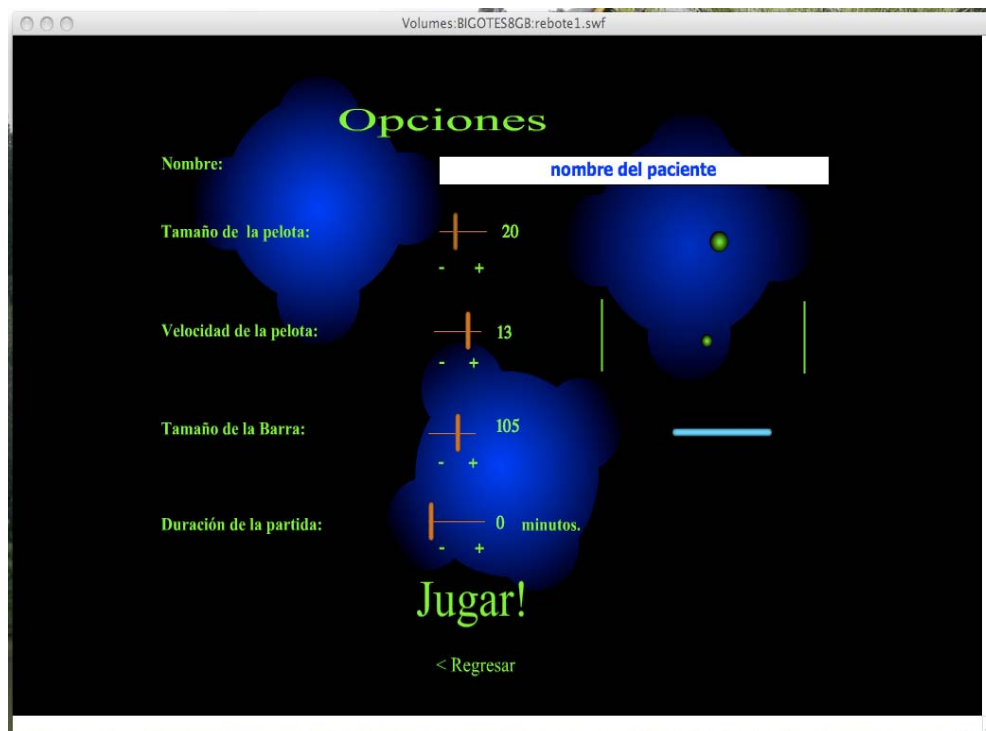 Volumes:BIGOTES8GB:rebote1.swf
Opciones
Nombre: nombre del paciente
Tamaño de la pelota: 20
- +
Velocidad de la pelota: 13
- +
Tamaño de la Barra: 105
- +
Duración de la partida: 0 minutos.
- +
Jugar!
< Regresar